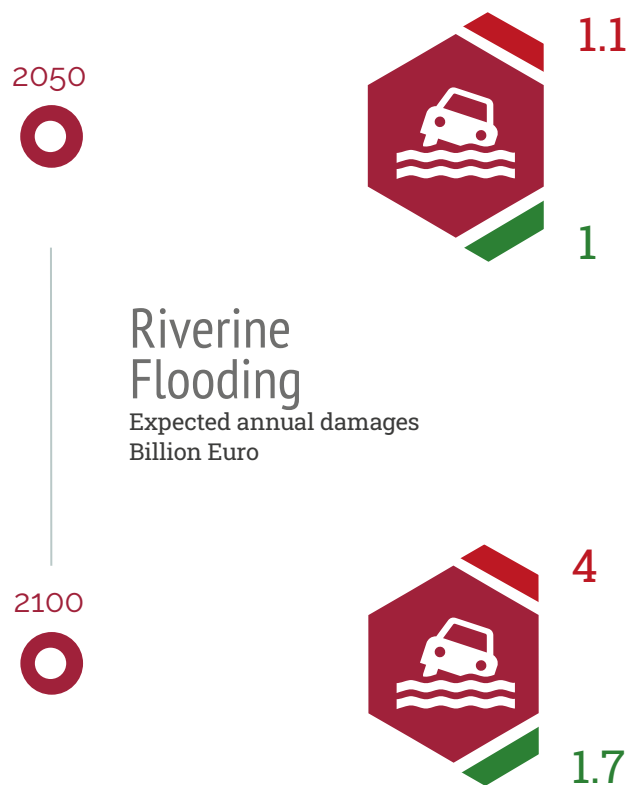 2050
1.1
1
Riverine
Flooding
Expected annual damages
Billion Euro
2100
4
1.7